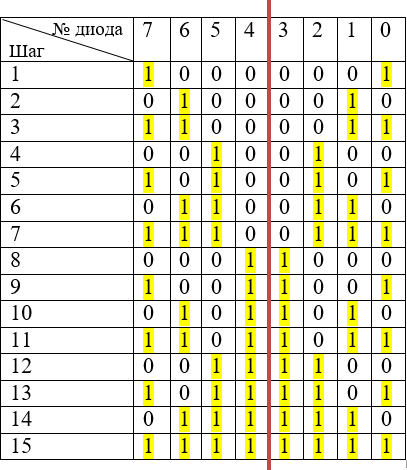 № диода 7 6 5 4 3 2 1 0
Шаг
1 1 0 0 0 0 0 0 1
2 0 1 0 0 0 0 1 0
3 1 1 0 0 0 0 1 1
4 0 0 1 0 0 1 0 0
5 1 0 1 0 0 1 0 1
6 0 1 1 0 0 1 1 0
7 1 1 1 0 0 1 1 1
8 0 0 0 1 1 0 0 0
9 1 0 0 1 1 0 0 1
10 0 1 0 1 1 0 1 0
11 1 1 0 1 1 0 1 1
12 0 0 1 1 1 1 0 0
13 1 0 1 1 1 1 0 1
14 0 1 1 1 1 1 1 0
15 1 1 1 1 1 1 1 1